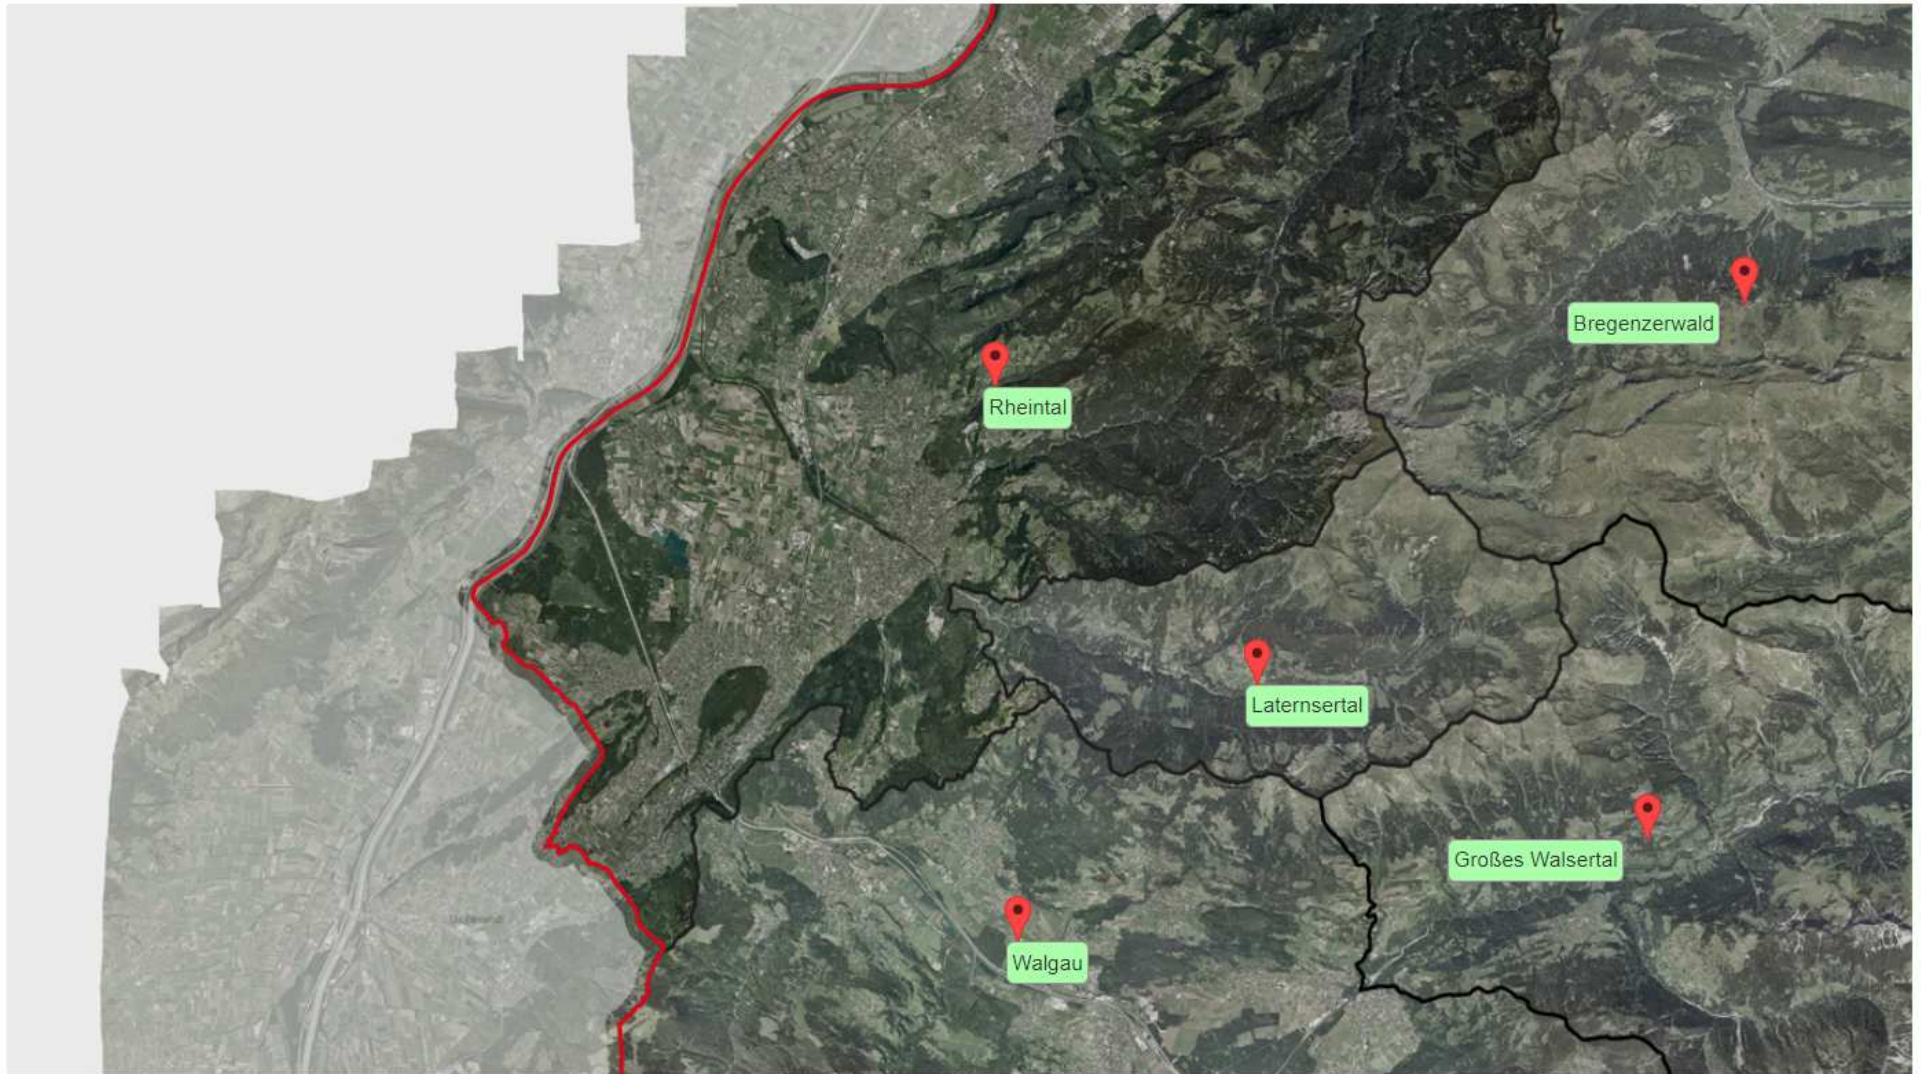 Bregenzerwald
Rheintal
Laternsertal
Großes Walsertal
Walgau